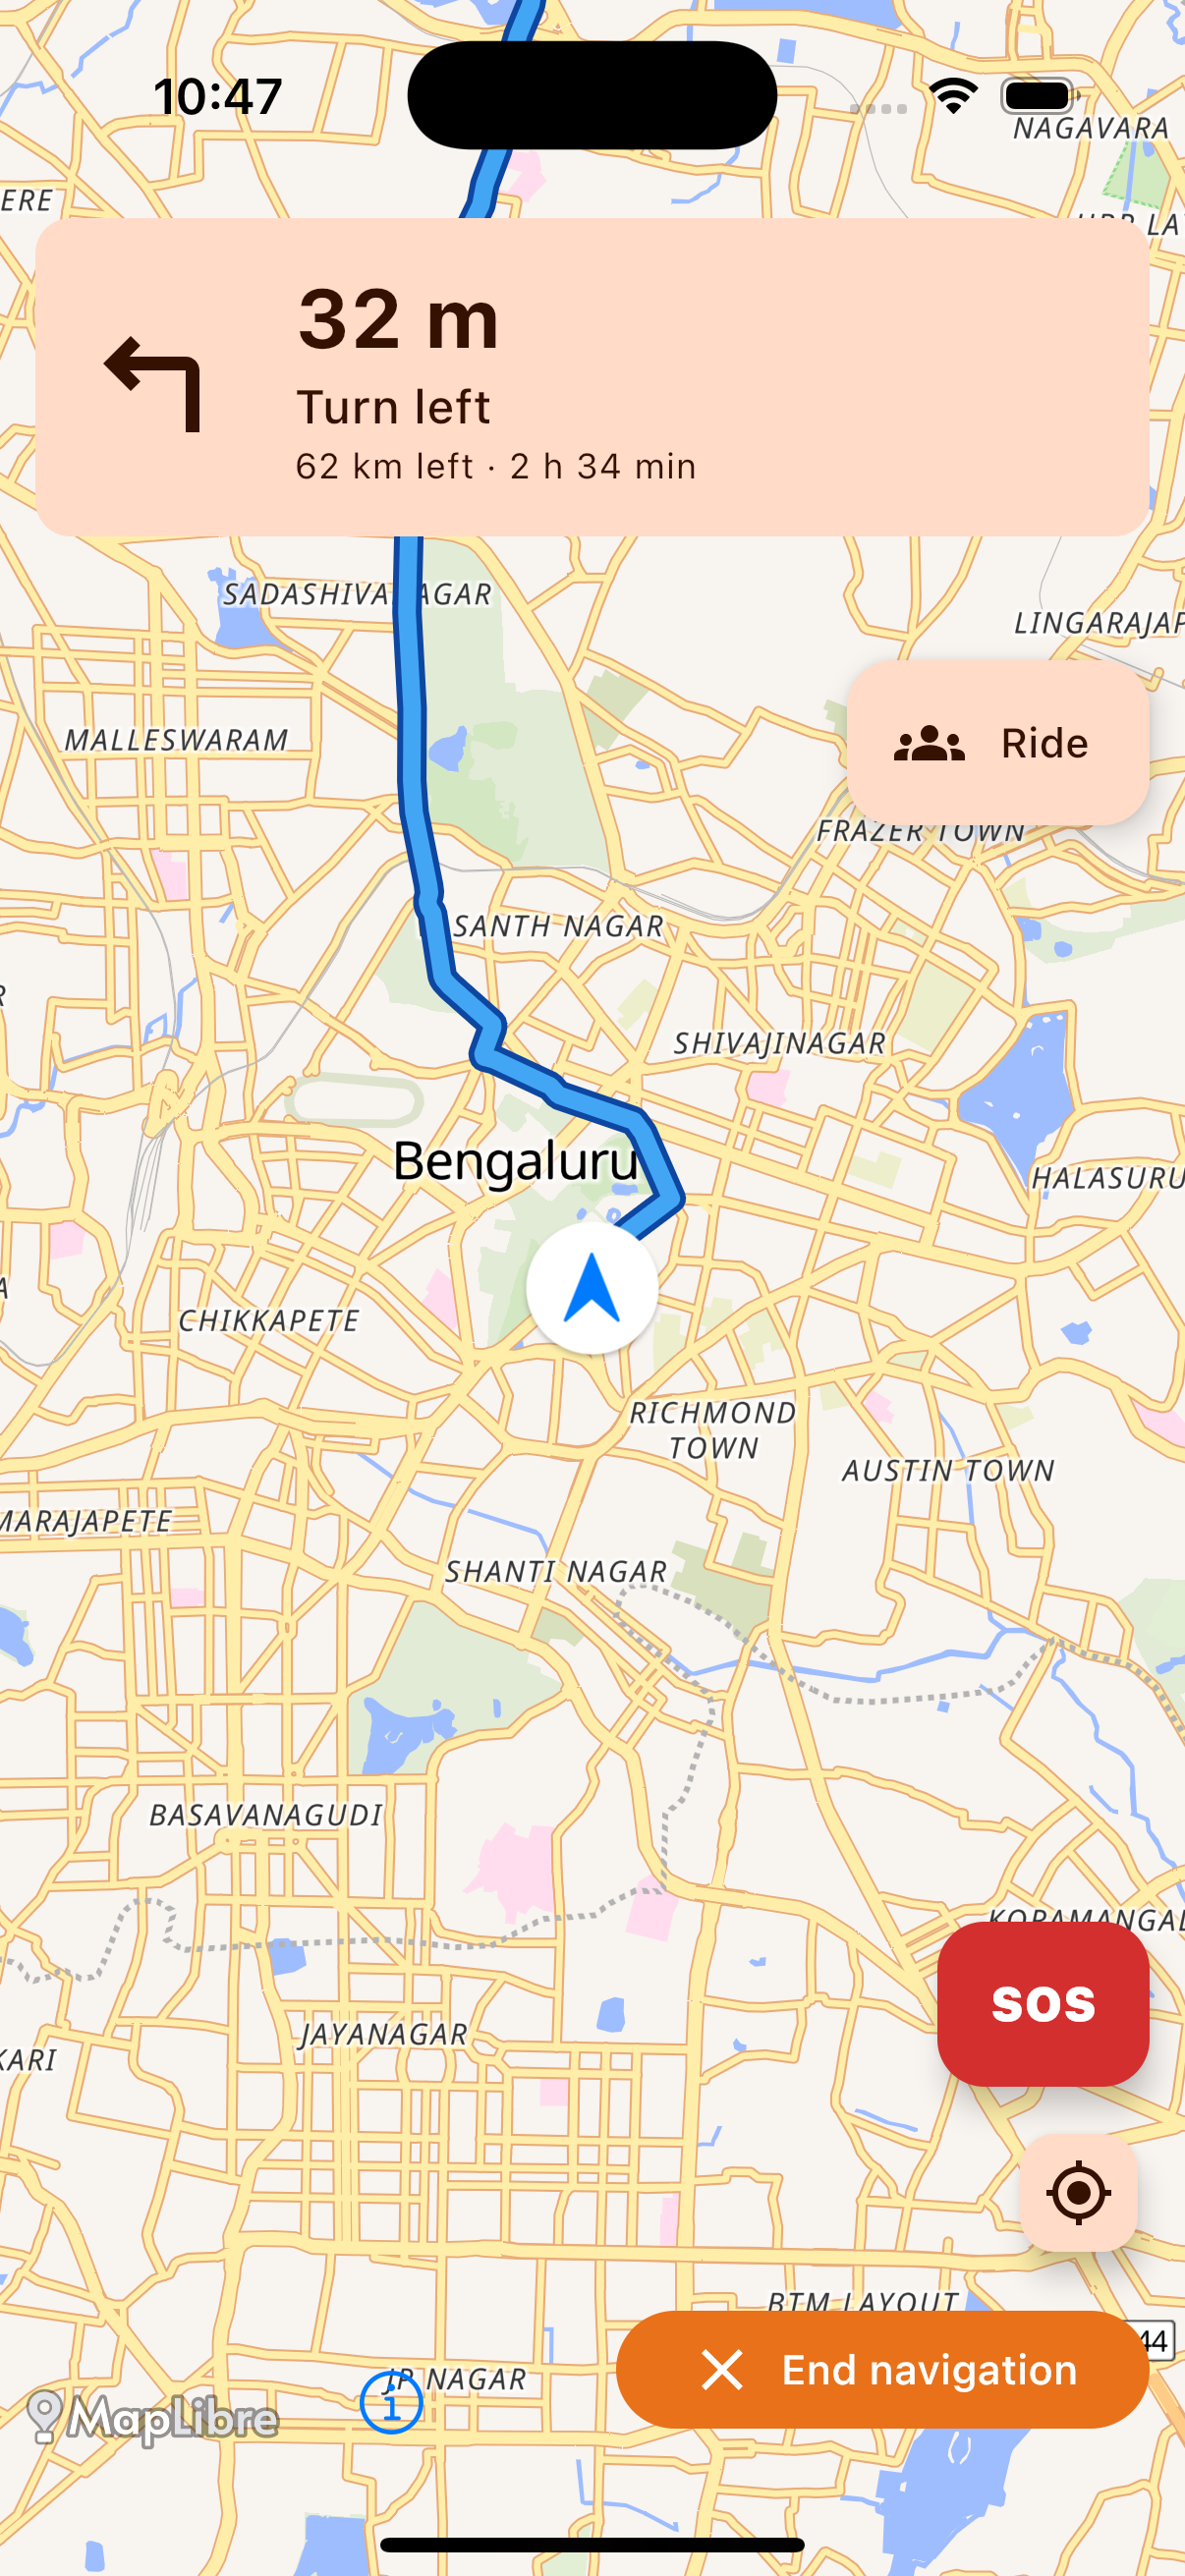 10:47
NAGAVARA
ERE
32 m
Turn left
62 km left · 2 h 34 min
SADASHIVA AGAR
LINGARAJAP
MALLESWARAM
Ride
FRAZER TOWN
SANTH NAGAR
SHIVAJINAGAR
Bengaluru
HALASURU
CHIKKAPETE
RICHMOND
TOWN
AUSTIN TOWN
MARAJAPETE
SHANTI NAGAR
BASAVANAGUDI
KORAMANGAL
SOS
JAYANAGAR
KARI
BTM LAYOUT
44
End navigation
JP NAGAR
MapLibre